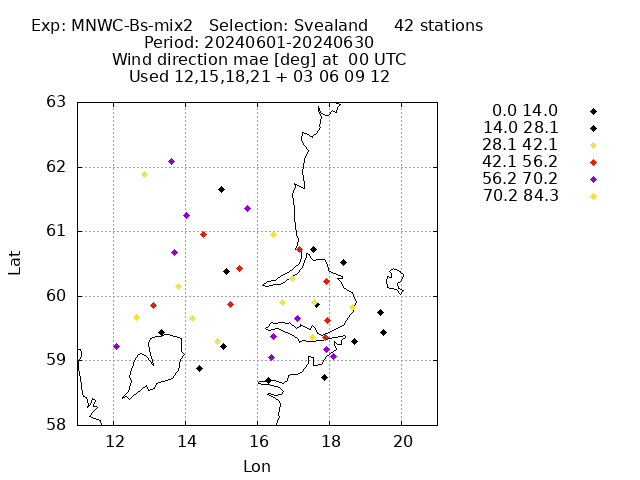 Exp: MNWC-Bs-mix2 Selection: Svealand 42 stations
Period: 20240601-20240630
Wind direction mae [deg] at 00 UTC
Used 12,15,18,21 + 03 06 09 12
0.0 14.0
14.0 28.1
28.1 42.1
42.1 56.2
56.2 70.2
70.2 84.3
63
62
61
60
59
58
Lat
12 14 16 18 20
Lon